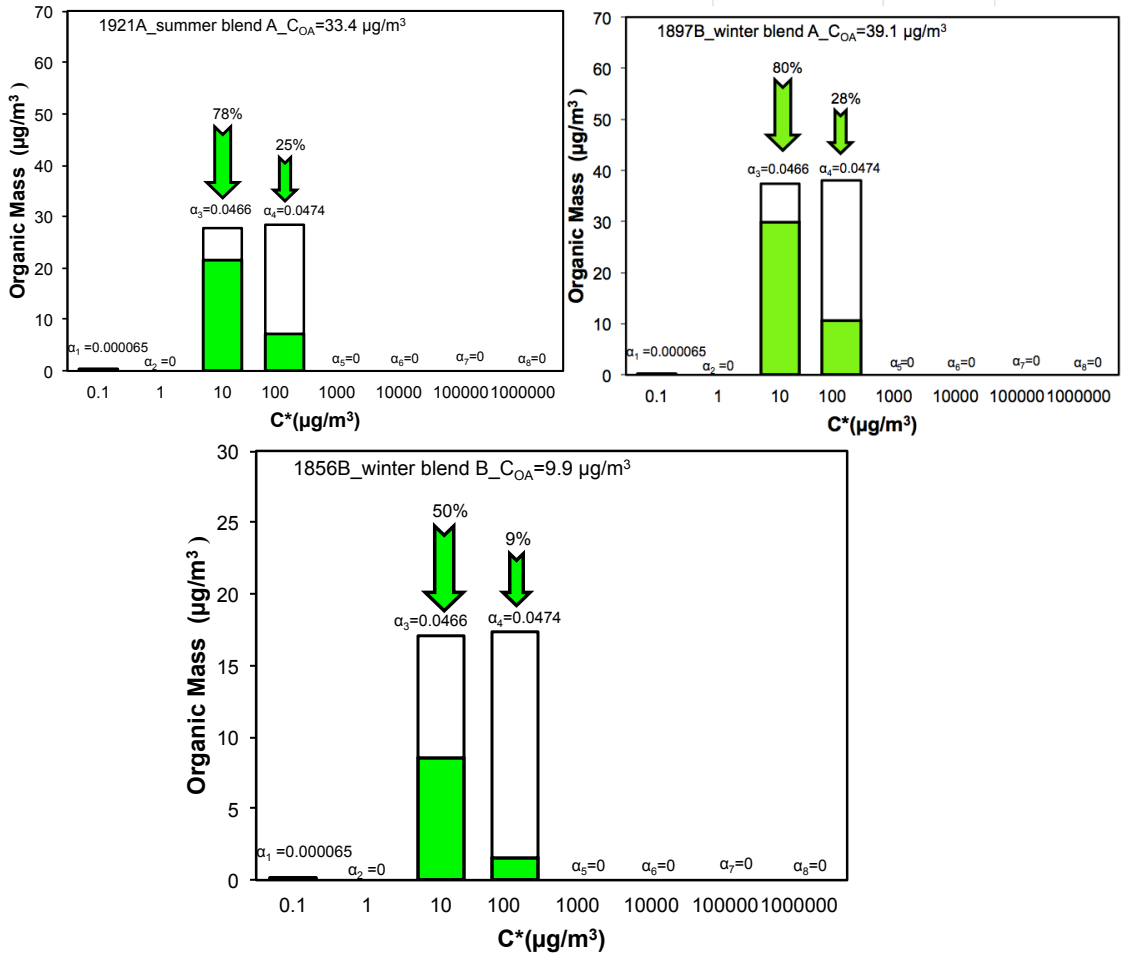 1921A_summer blend A_C_OA=33.4 µg/m³
Organic Mass (µg/m³)
70
60
50
40
30
20
10
0
78%
25%
α₃=0.0466
α₄=0.0474
α₁ =0.000065
α₂ =0
α₅=0
α₆=0
α₇=0
α₈=0
0.1 1 10 100 1000 10000 100000 1000000
C*(µg/m³)
1897B_winter blend A_C_OA=39.1 µg/m³
Organic Mass (µg/m³)
70
60
50
40
30
20
10
0
80%
28%
α₃=0.0466
α₄=0.0474
α₁ =0.000065
α₂ =0
α₅=0
α₆=0
α₇=0
α₈=0
0.1 1 10 100 1000 10000 100000 1000000
C*(µg/m³)
1856B_winter blend B_C_OA=9.9 µg/m³
Organic Mass (µg/m³)
30
25
20
15
10
5
0
50%
9%
α₃=0.0466
α₄=0.0474
α₁ =0.000065
α₂ =0
α₅=0
α₆=0
α₇=0
α₈=0
0.1 1 10 100 1000 10000 100000 1000000
C*(µg/m³)